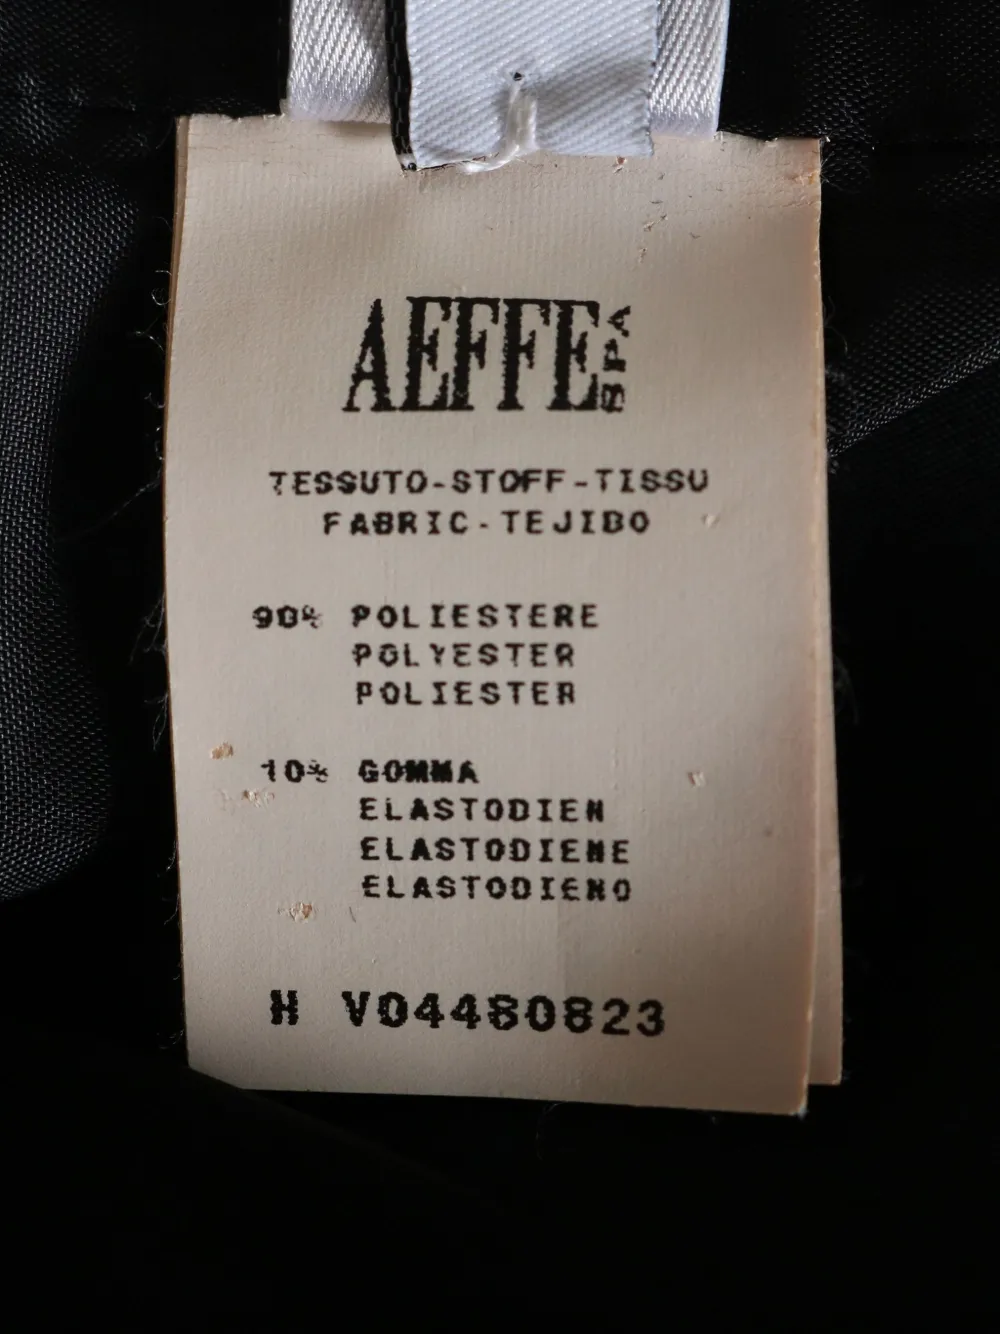 AEFFE SPA
TESSUTO-STOFF-TISSU
FABRIC-TEJIDO
90% POLIESTERE
POLYESTER
POLIESTER
10% GOMMA
ELASTODIEN
ELASTODIENE
ELASTODIENO
H V04480823